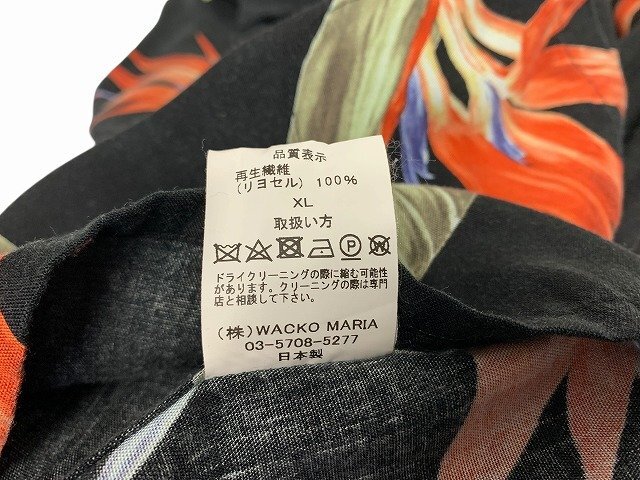 品質表示
再生繊維
(リヨセル) 100%
XL
取扱い方
ドライクリーニングの際に縮む可能性
があります。クリーニングの際は専門
店と相談して下さい。
(株)WACKO MARIA
03-5708-5277
日本製